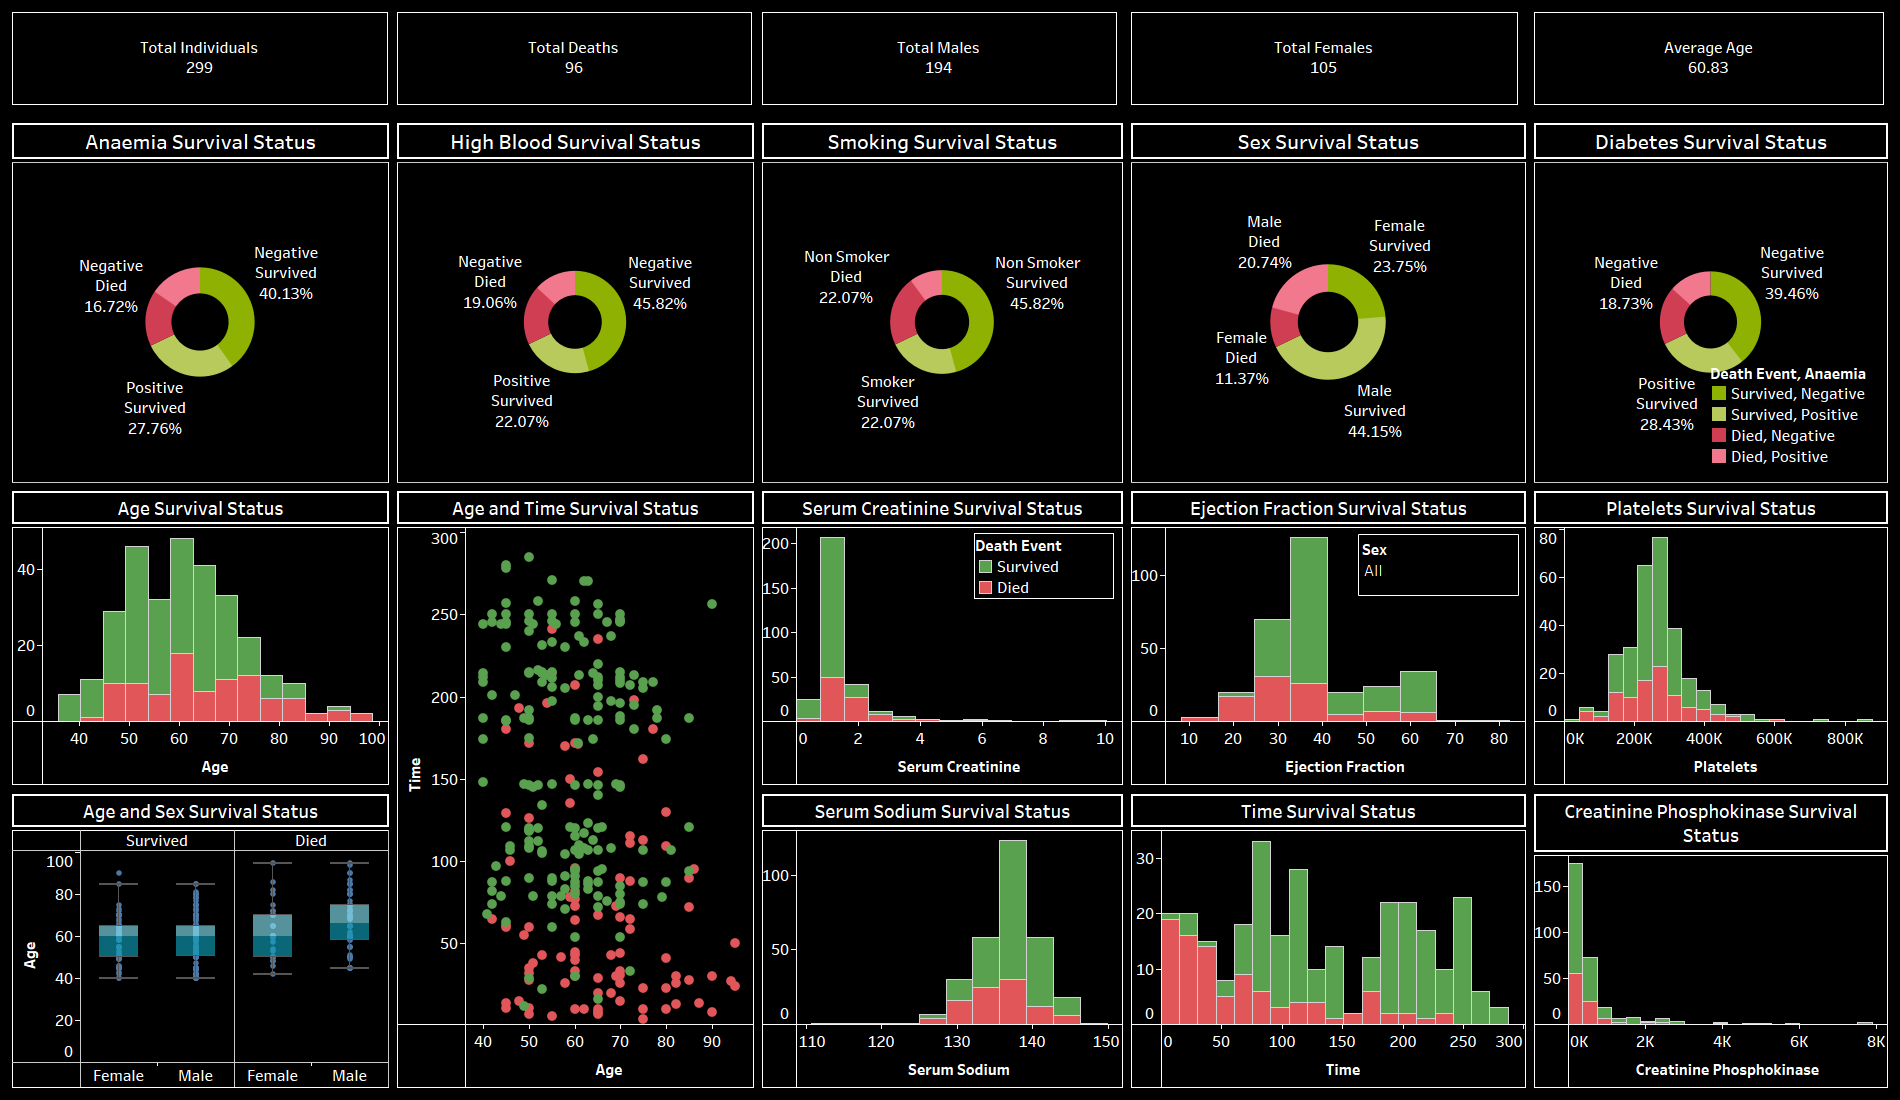 Total Individuals
299
Total Deaths
96
Total Males
194
Total Females
105
Average Age
60.83
Anaemia Survival Status
Negative
Survived
40.13%
Negative
Died
16.72%
Positive
Survived
27.76%
High Blood Survival Status
Negative
Survived
45.82%
Negative
Died
19.06%
Positive
Survived
22.07%
Smoking Survival Status
Non Smoker
Survived
45.82%
Non Smoker
Died
22.07%
Smoker
Survived
22.07%
Sex Survival Status
Male
Died
20.74%
Female
Survived
23.75%
Female
Died
11.37%
Male
Survived
44.15%
Diabetes Survival Status
Negative
Survived
39.46%
Negative
Died
18.73%
Positive
Survived
28.43%
Death Event, Anaemia
Survived, Negative
Survived, Positive
Died, Negative
Died, Positive
Age Survival Status
40
20
0
40 50 60 70 80 90 100
Age
Age and Time Survival Status
300
250
200
150
100
50
Time
40 50 60 70 80 90
Age
Serum Creatinine Survival Status
200
150
100
50
0
Death Event
Survived
Died
0 2 4 6 8 10
Serum Creatinine
Ejection Fraction Survival Status
100
50
0
Sex
All
10 20 30 40 50 60 70 80
Ejection Fraction
Platelets Survival Status
80
60
40
20
0
0K 200K 400K 600K 800K
Platelets
Age and Sex Survival Status
Survived Died
100
80
60
40
20
0
Age
Female Male Female Male
Serum Sodium Survival Status
100
50
0
110 120 130 140 150
Serum Sodium
Time Survival Status
30
20
10
0
0 50 100 150 200 250 300
Time
Creatinine Phosphokinase Survival
Status
150
100
50
0
0K 2K 4K 6K 8K
Creatinine Phosphokinase